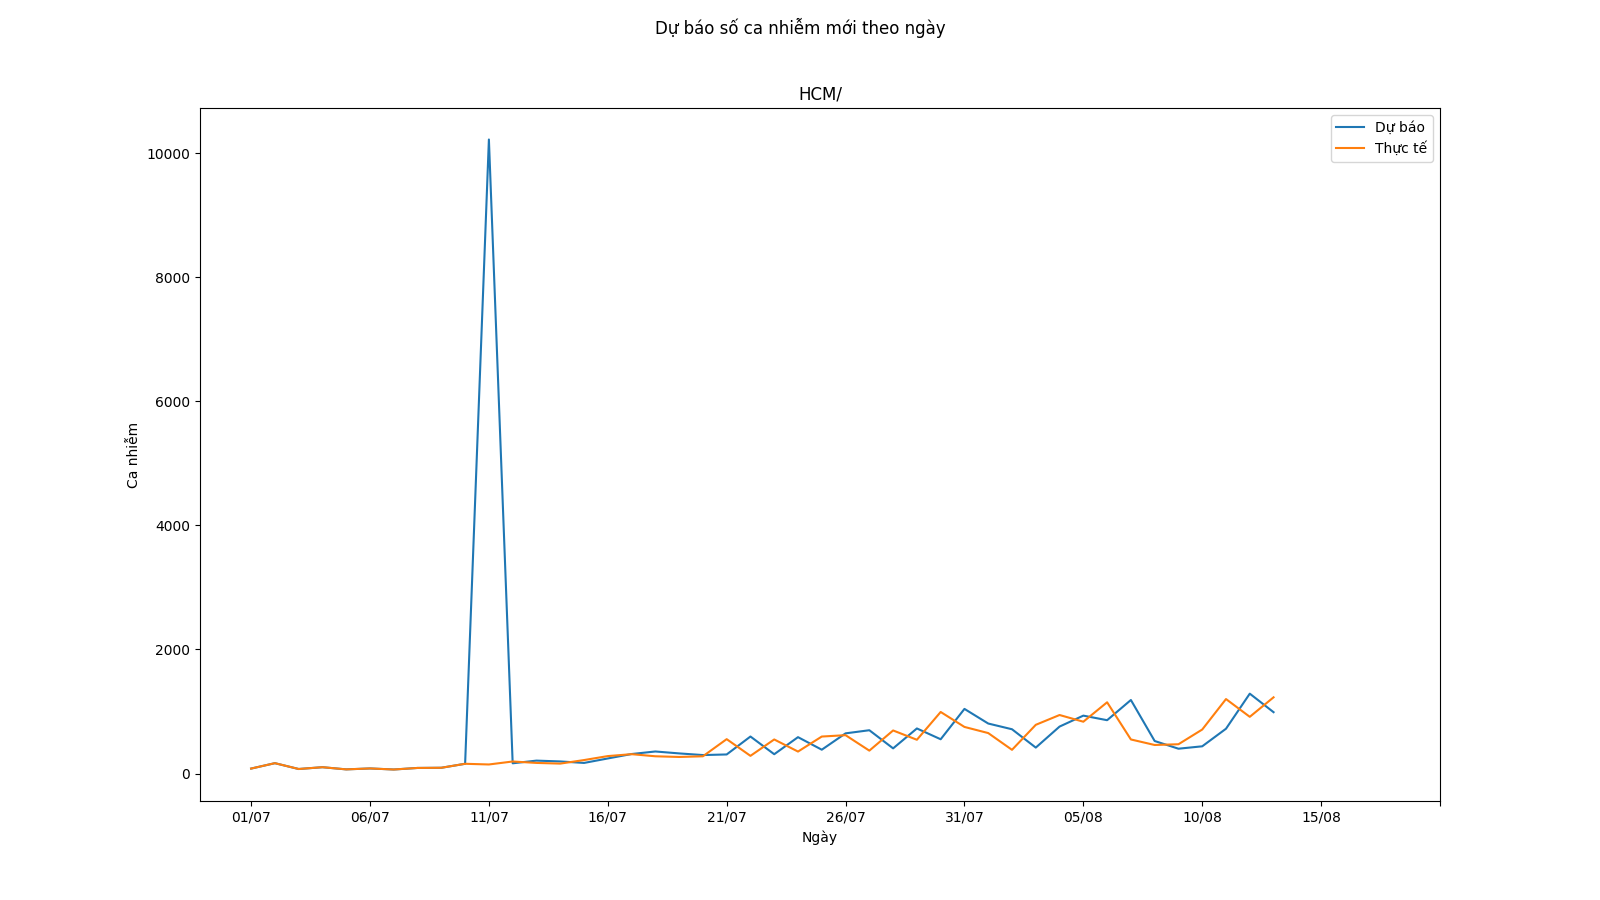 Dự báo số ca nhiễm mới theo ngày
HCM/
Dự báo
Thực tế
10000
8000
6000
4000
2000
0
Ca nhiễm
01/07 06/07 11/07 16/07 21/07 26/07 31/07 05/08 10/08 15/08
Ngày